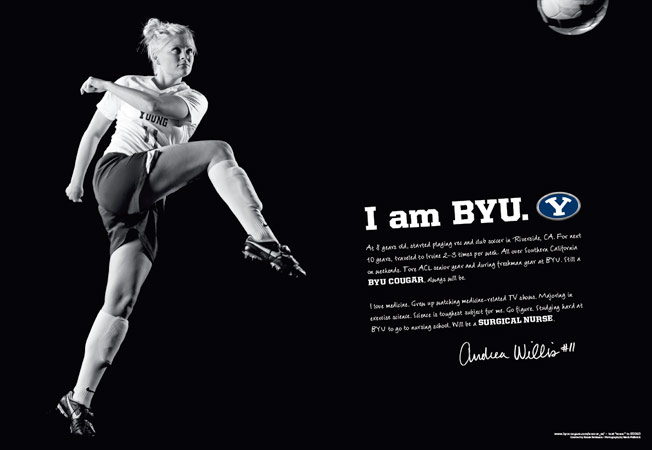 YOUNG
11
I am BYU.
Y
At 8 years old, started playing rec and club soccer in Riverside, CA. For next
10 years, traveled to Irvine 2-3 times per week. All over Southern California
on weekends. Tore ACL senior year and during freshman year at BYU. Still a
BYU COUGAR, always will be.
I love medicine. Grew up watching medicine-related TV shows. Majoring in
exercise science. Science is toughest subject for me. Go figure. Studying hard at
BYU to go to nursing school. Will be a SURGICAL NURSE.
Andrea Willis #11